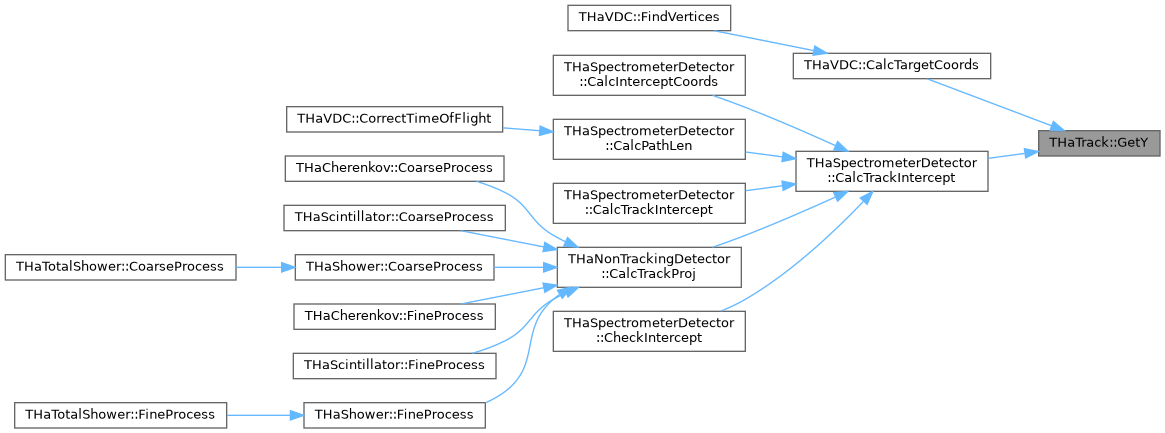 THaVDC::FindVertices
THaVDC::CalcTargetCoords
THaSpectrometerDetector
::CalcInterceptCoords
THaVDC::CorrectTimeOfFlight
THaSpectrometerDetector
::CalcPathLen
THaTrack::GetY
THaCherenkov::CoarseProcess
THaSpectrometerDetector
::CalcTrackIntercept
THaSpectrometerDetector
::CalcTrackIntercept
THaScintillator::CoarseProcess
THaTotalShower::CoarseProcess
THaShower::CoarseProcess
THaNonTrackingDetector
::CalcTrackProj
THaCherenkov::FineProcess
THaSpectrometerDetector
::CheckIntercept
THaScintillator::FineProcess
THaTotalShower::FineProcess
THaShower::FineProcess